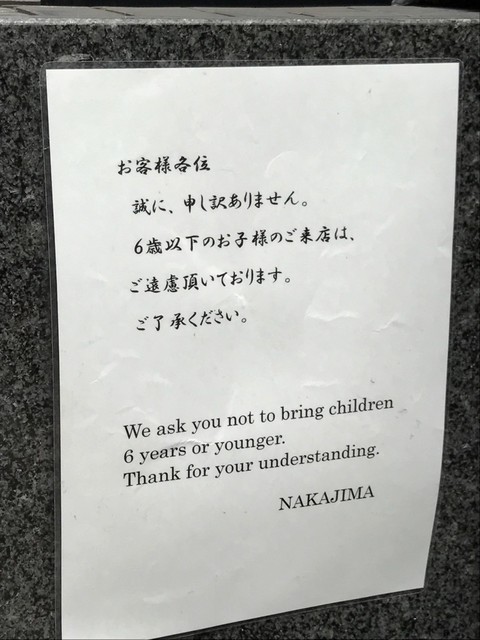 お客様各位
誠に、申し訳ありません。
6歳以下のお子様のご来店は、
ご遠慮頂いております。
ご了承ください。
We ask you not to bring children
6 years or younger.
Thank for your understanding.
NAKAJIMA